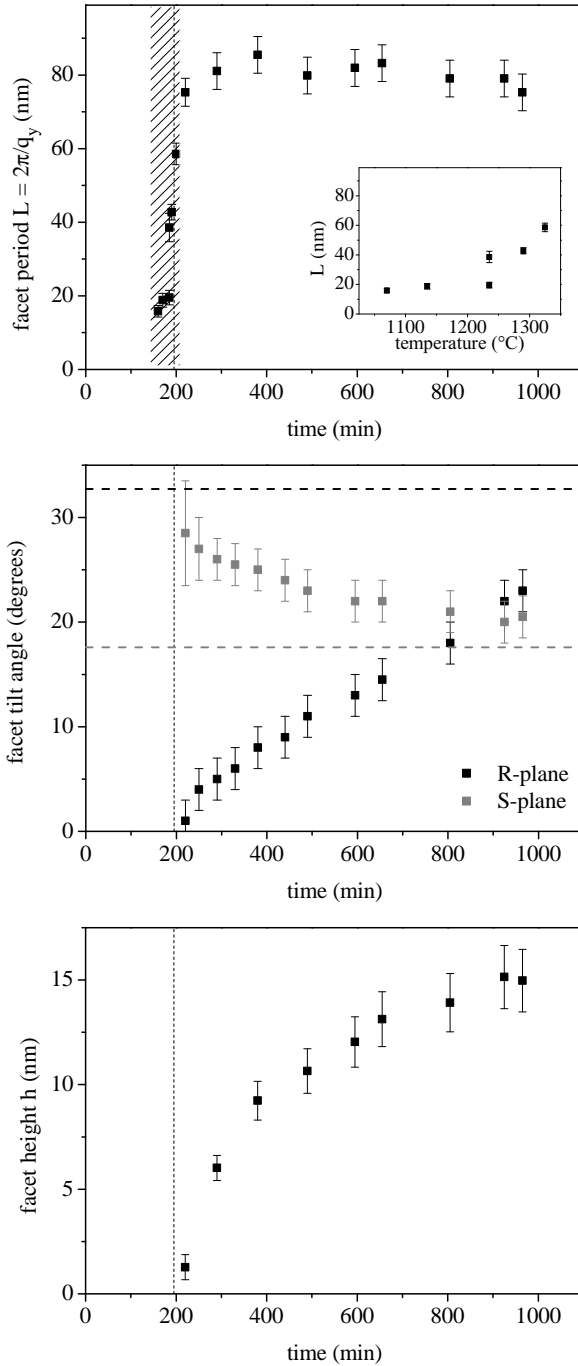 facet period L = 2π/q_y (nm)
80
60
40
20
0
L (nm)
80
60
40
20
0
1100 1200 1300
temperature (°C)
0 200 400 600 800 1000
time (min)
facet tilt angle (degrees)
30
20
10
0
R-plane
S-plane
0 200 400 600 800 1000
time (min)
facet height h (nm)
15
10
5
0
0 200 400 600 800 1000
time (min)